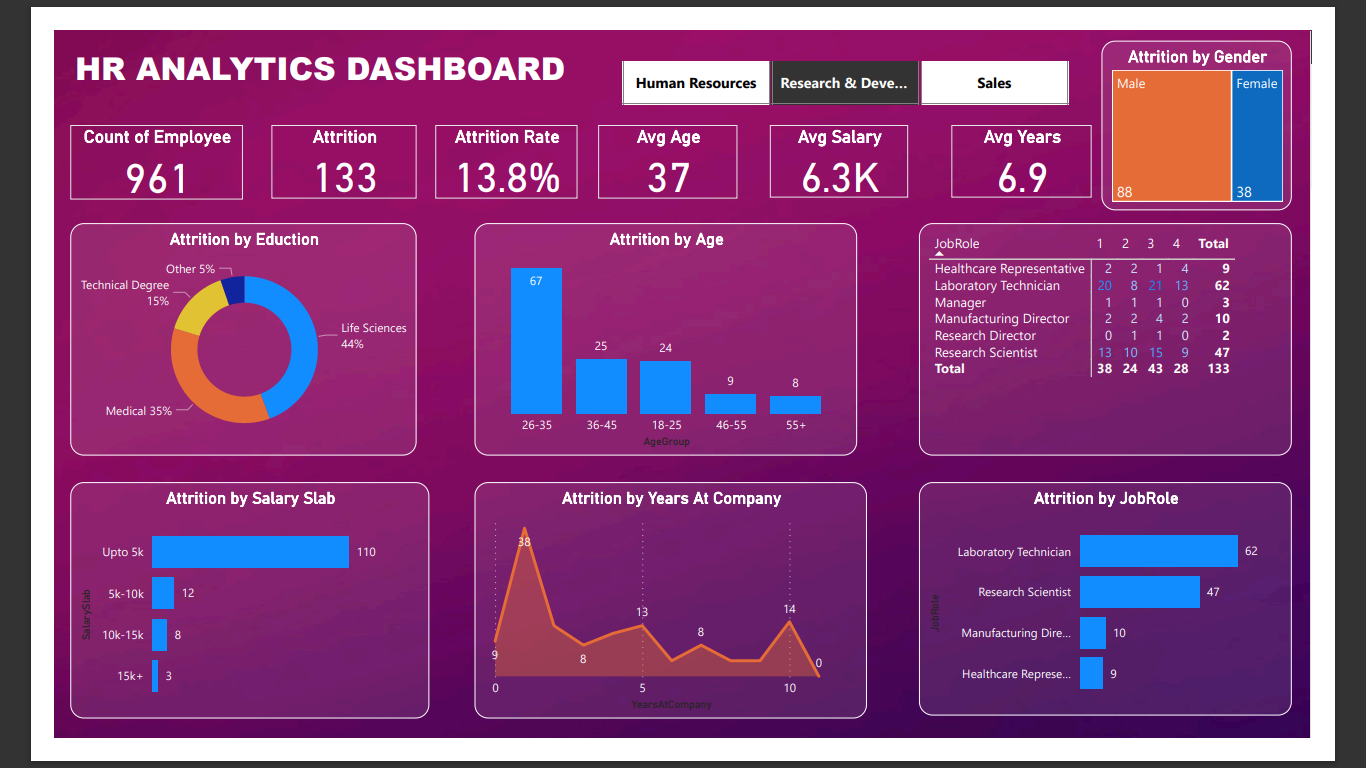 HR ANALYTICS DASHBOARD
Human Resources
Research & Deve...
Sales
Attrition by Gender
Male
Female
88
38
Count of Employee
961
Attrition
133
Attrition Rate
13.8%
Avg Age
37
Avg Salary
6.3K
Avg Years
6.9
Attrition by Eduction
Other 5%
Technical Degree
15%
Life Sciences
44%
Medical 35%
Attrition by Age
67
25
24
9
8
26-35 36-45 18-25 46-55 55+
AgeGroup
JobRole 1 2 3 4 Total
Healthcare Representative 2 2 1 4 9
Laboratory Technician 20 8 21 13 62
Manager 1 1 1 0 3
Manufacturing Director 2 2 4 2 10
Research Director 0 1 1 0 2
Research Scientist 13 10 15 9 47
Total 38 24 43 28 133
Attrition by Salary Slab
Upto 5k 110
5k-10k 12
10k-15k 8
15k+ 3
SalarySlab
Attrition by Years At Company
38
13
14
8
9
8
0
0 5 10
YearsAtCompany
Attrition by JobRole
Laboratory Technician 62
Research Scientist 47
Manufacturing Dire... 10
Healthcare Represe... 9
JobRole